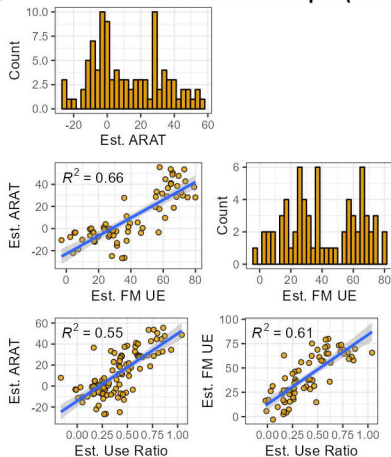 10.0
7.5
5.0
2.5
0.0
Count
-20 0 20 40 60
Est. ARAT
R² = 0.66
40
20
0
-20
Est. ARAT
0 20 40 60 80
Est. FM UE
6
4
2
0
Count
0 20 40 60 80
Est. FM UE
R² = 0.55
60
40
20
0
-20
Est. ARAT
0.00 0.25 0.50 0.75 1.00
Est. Use Ratio
R² = 0.61
100
75
50
25
0
Est. FM UE
0.00 0.25 0.50 0.75 1.00
Est. Use Ratio